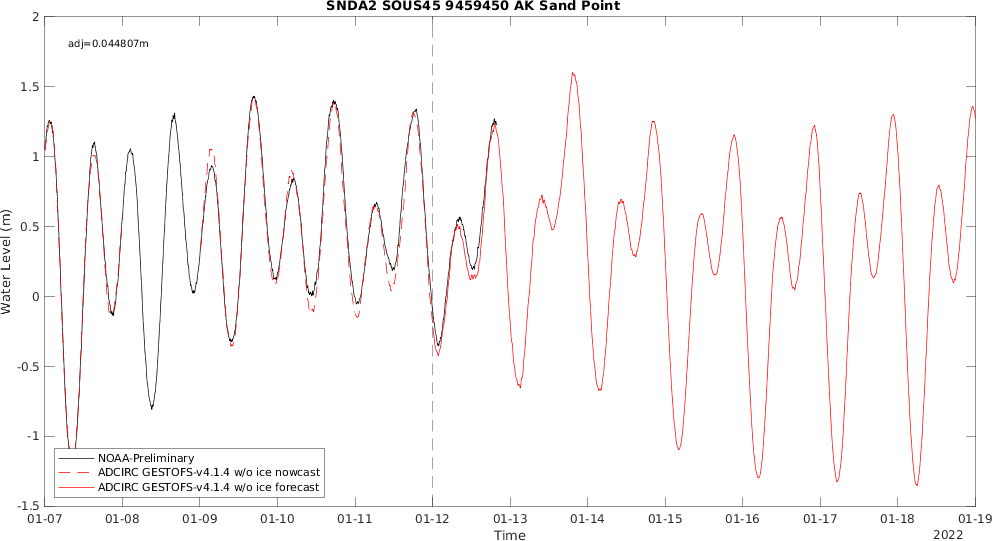 SNDA2 SOUS45 9459450 AK Sand Point
adj=0.044807m
Water Level (m)
2
1.5
1
0.5
0
-0.5
-1
-1.5
NOAA-Preliminary
ADCIRC GESTOFS-v4.1.4 w/o ice nowcast
ADCIRC GESTOFS-v4.1.4 w/o ice forecast
01-07 01-08 01-09 01-10 01-11 01-12 01-13 01-14 01-15 01-16 01-17 01-18 01-19
Time
2022